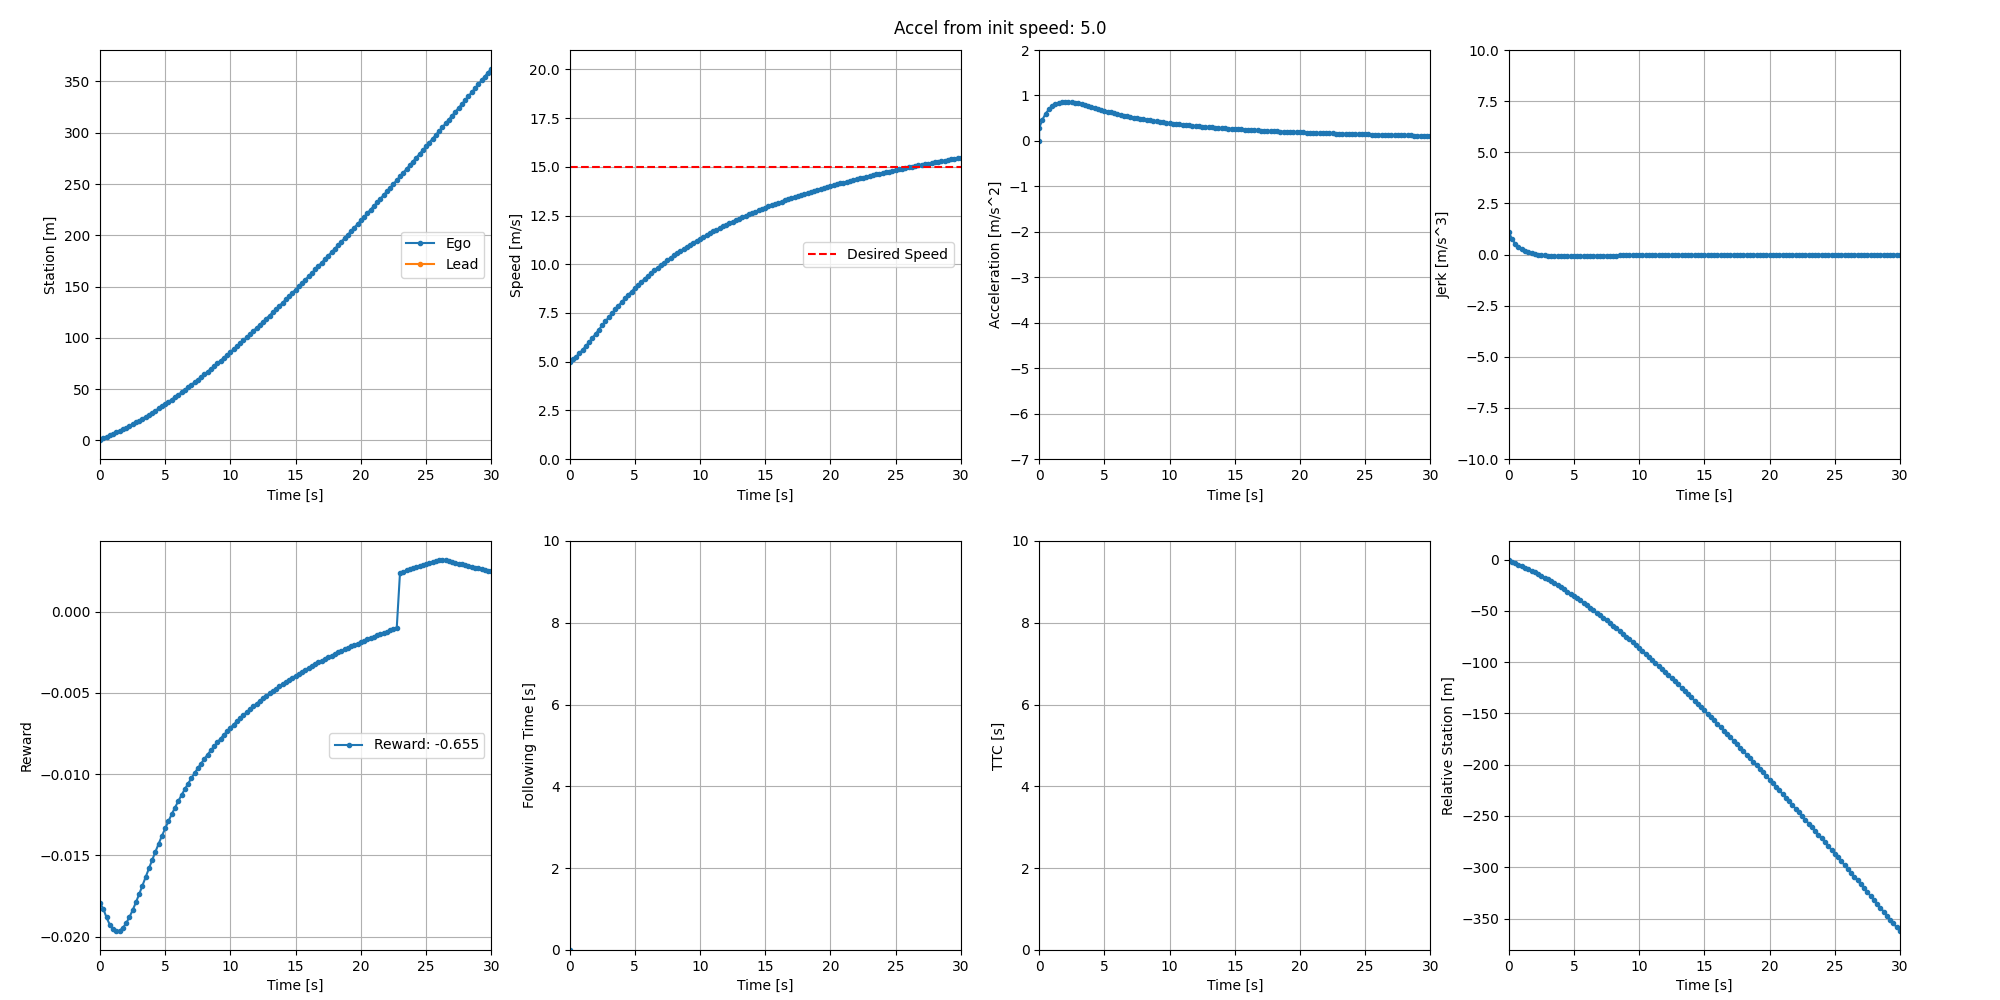 Accel from init speed: 5.0
Station [m]
350
300
250
200
150
100
50
0
0 5 10 15 20 25 30
Time [s]
Ego
Lead
Speed [m/s]
20.0
17.5
15.0
12.5
10.0
7.5
5.0
2.5
0.0
0 5 10 15 20 25 30
Time [s]
Desired Speed
Acceleration [m/s^2]
2
1
0
−1
−2
−3
−4
−5
−6
−7
0 5 10 15 20 25 30
Time [s]
Jerk [m/s^3]
10.0
7.5
5.0
2.5
0.0
−2.5
−5.0
−7.5
−10.0
0 5 10 15 20 25 30
Time [s]
Reward
0.000
−0.005
−0.010
−0.015
−0.020
0 5 10 15 20 25 30
Time [s]
Reward: -0.655
Following Time [s]
10
8
6
4
2
0
0 5 10 15 20 25 30
Time [s]
TTC [s]
10
8
6
4
2
0
0 5 10 15 20 25 30
Time [s]
Relative Station [m]
0
−50
−100
−150
−200
−250
−300
−350
0 5 10 15 20 25 30
Time [s]